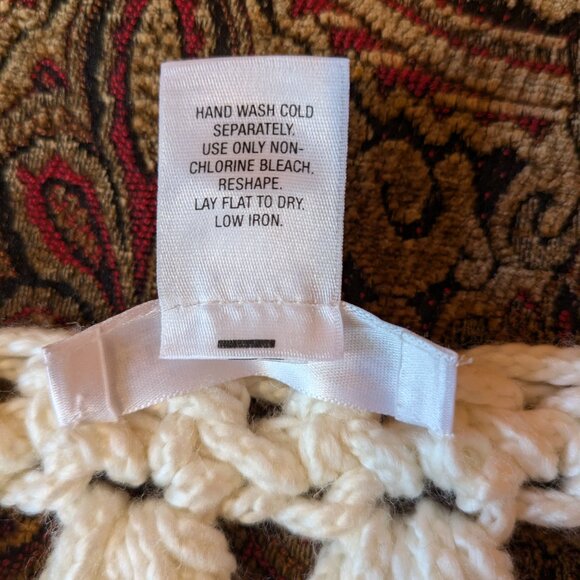 HAND WASH COLD
SEPARATELY.
USE ONLY NON-
CHLORINE BLEACH.
RESHAPE.
LAY FLAT TO DRY.
LOW IRON.